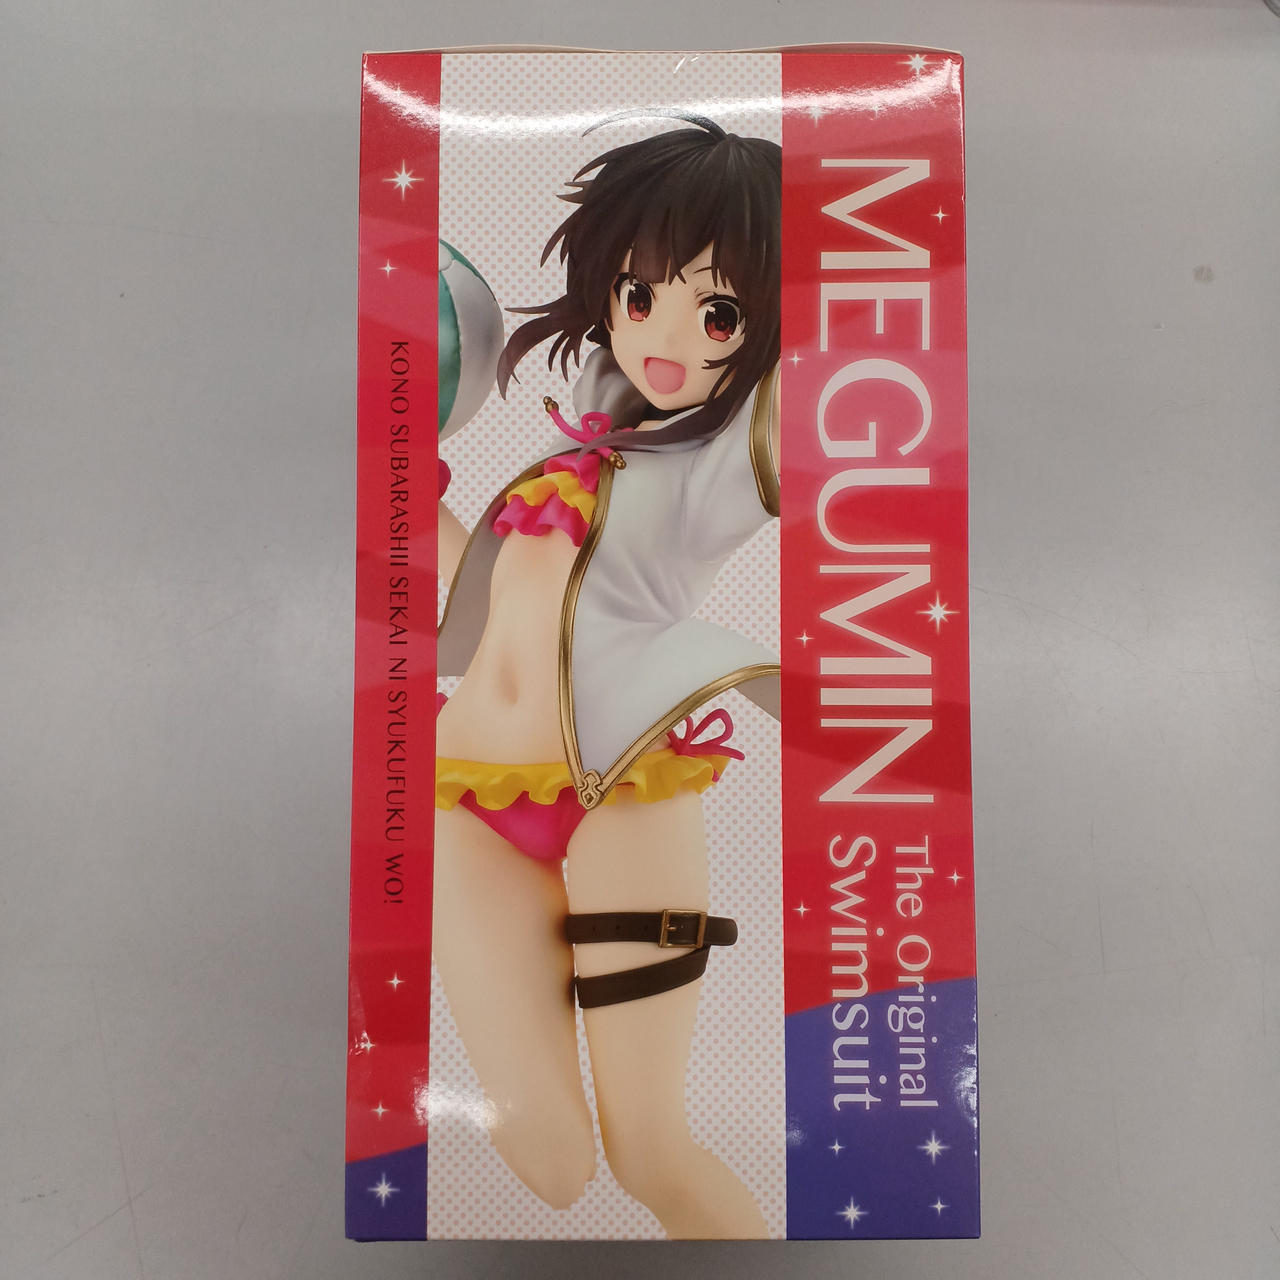 KONO SUBARASHII SEKAI NI SYUKUFUKU WO!
MEGUMIN
The Original
Swimsuit